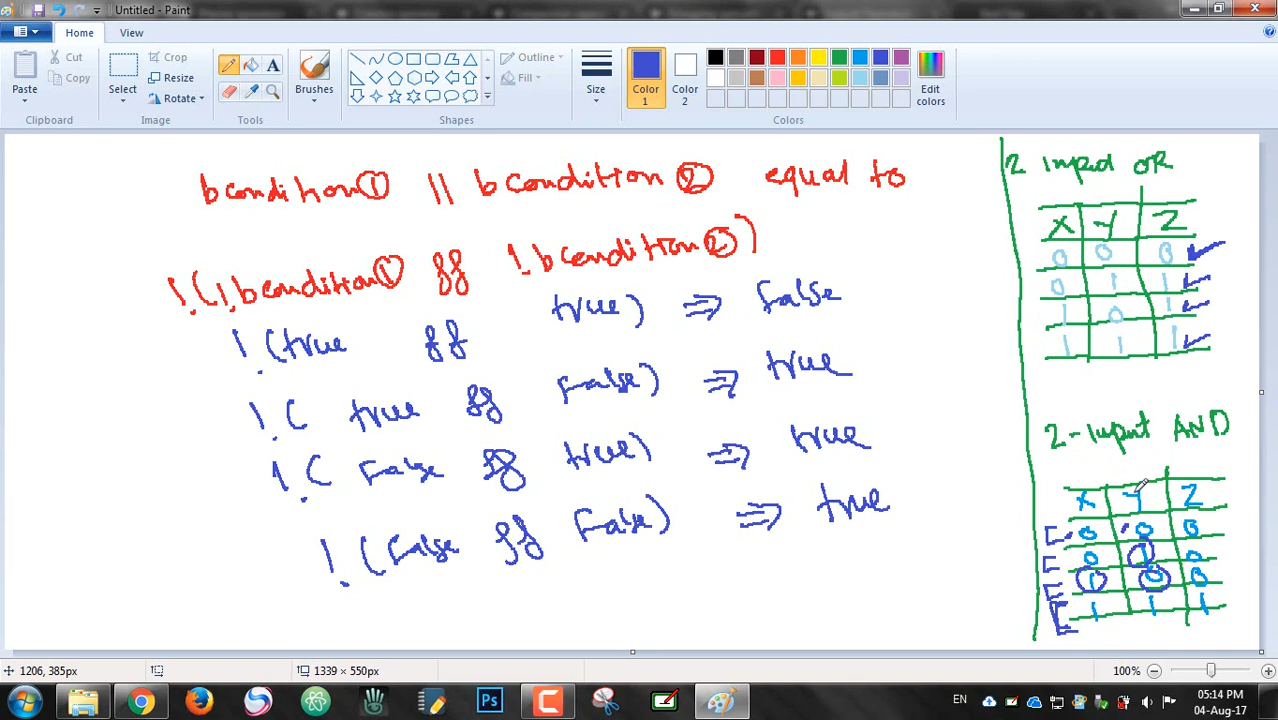 Untitled - Paint
Home View
Paste Cut Copy
Select Crop Resize Rotate
A
Brushes
Outline Fill
Size
Color 1
Color 2
Edit colors
Clipboard Image Tools Shapes Colors
bcondition① || bcondition② equal to
!(!bcondition① && !bcondition②)
!(true && true) ⇒ False
!( true && False) ⇒ true
!( False && true) ⇒ true
!(False && False) ⇒ true
2 Input OR
X Y Z
0 0 0
0 1 1
1 0 1
1 1 1
2-Input AND
X Y Z
0 0 0
0 1 0
1 0 0
1 1 1
1206, 385px 1339 × 550px 100%
Ps EN 05:14 PM
04-Aug-17